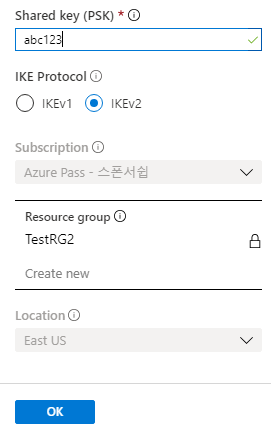 Shared key (PSK) *
abc123
IKE Protocol
IKEv1 IKEv2
Subscription
Azure Pass - 스폰서쉽
Resource group
TestRG2
Create new
Location
East US
OK